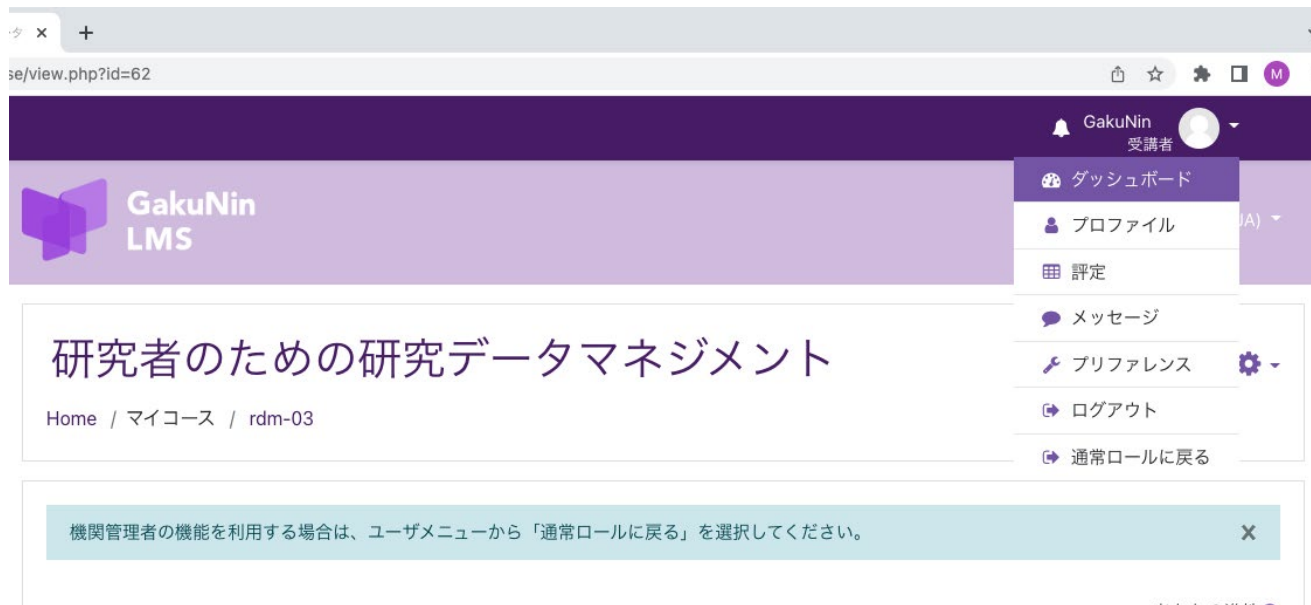 se/view.php?id=62
M
GakuNin
受講者
GakuNin
LMS
JA)
ダッシュボード
プロファイル
評定
メッセージ
プリファレンス
ログアウト
通常ロールに戻る
研究者のための研究データマネジメント
Home / マイコース / rdm-03
機関管理者の機能を利用する場合は、ユーザメニューから「通常ロールに戻る」を選択してください。